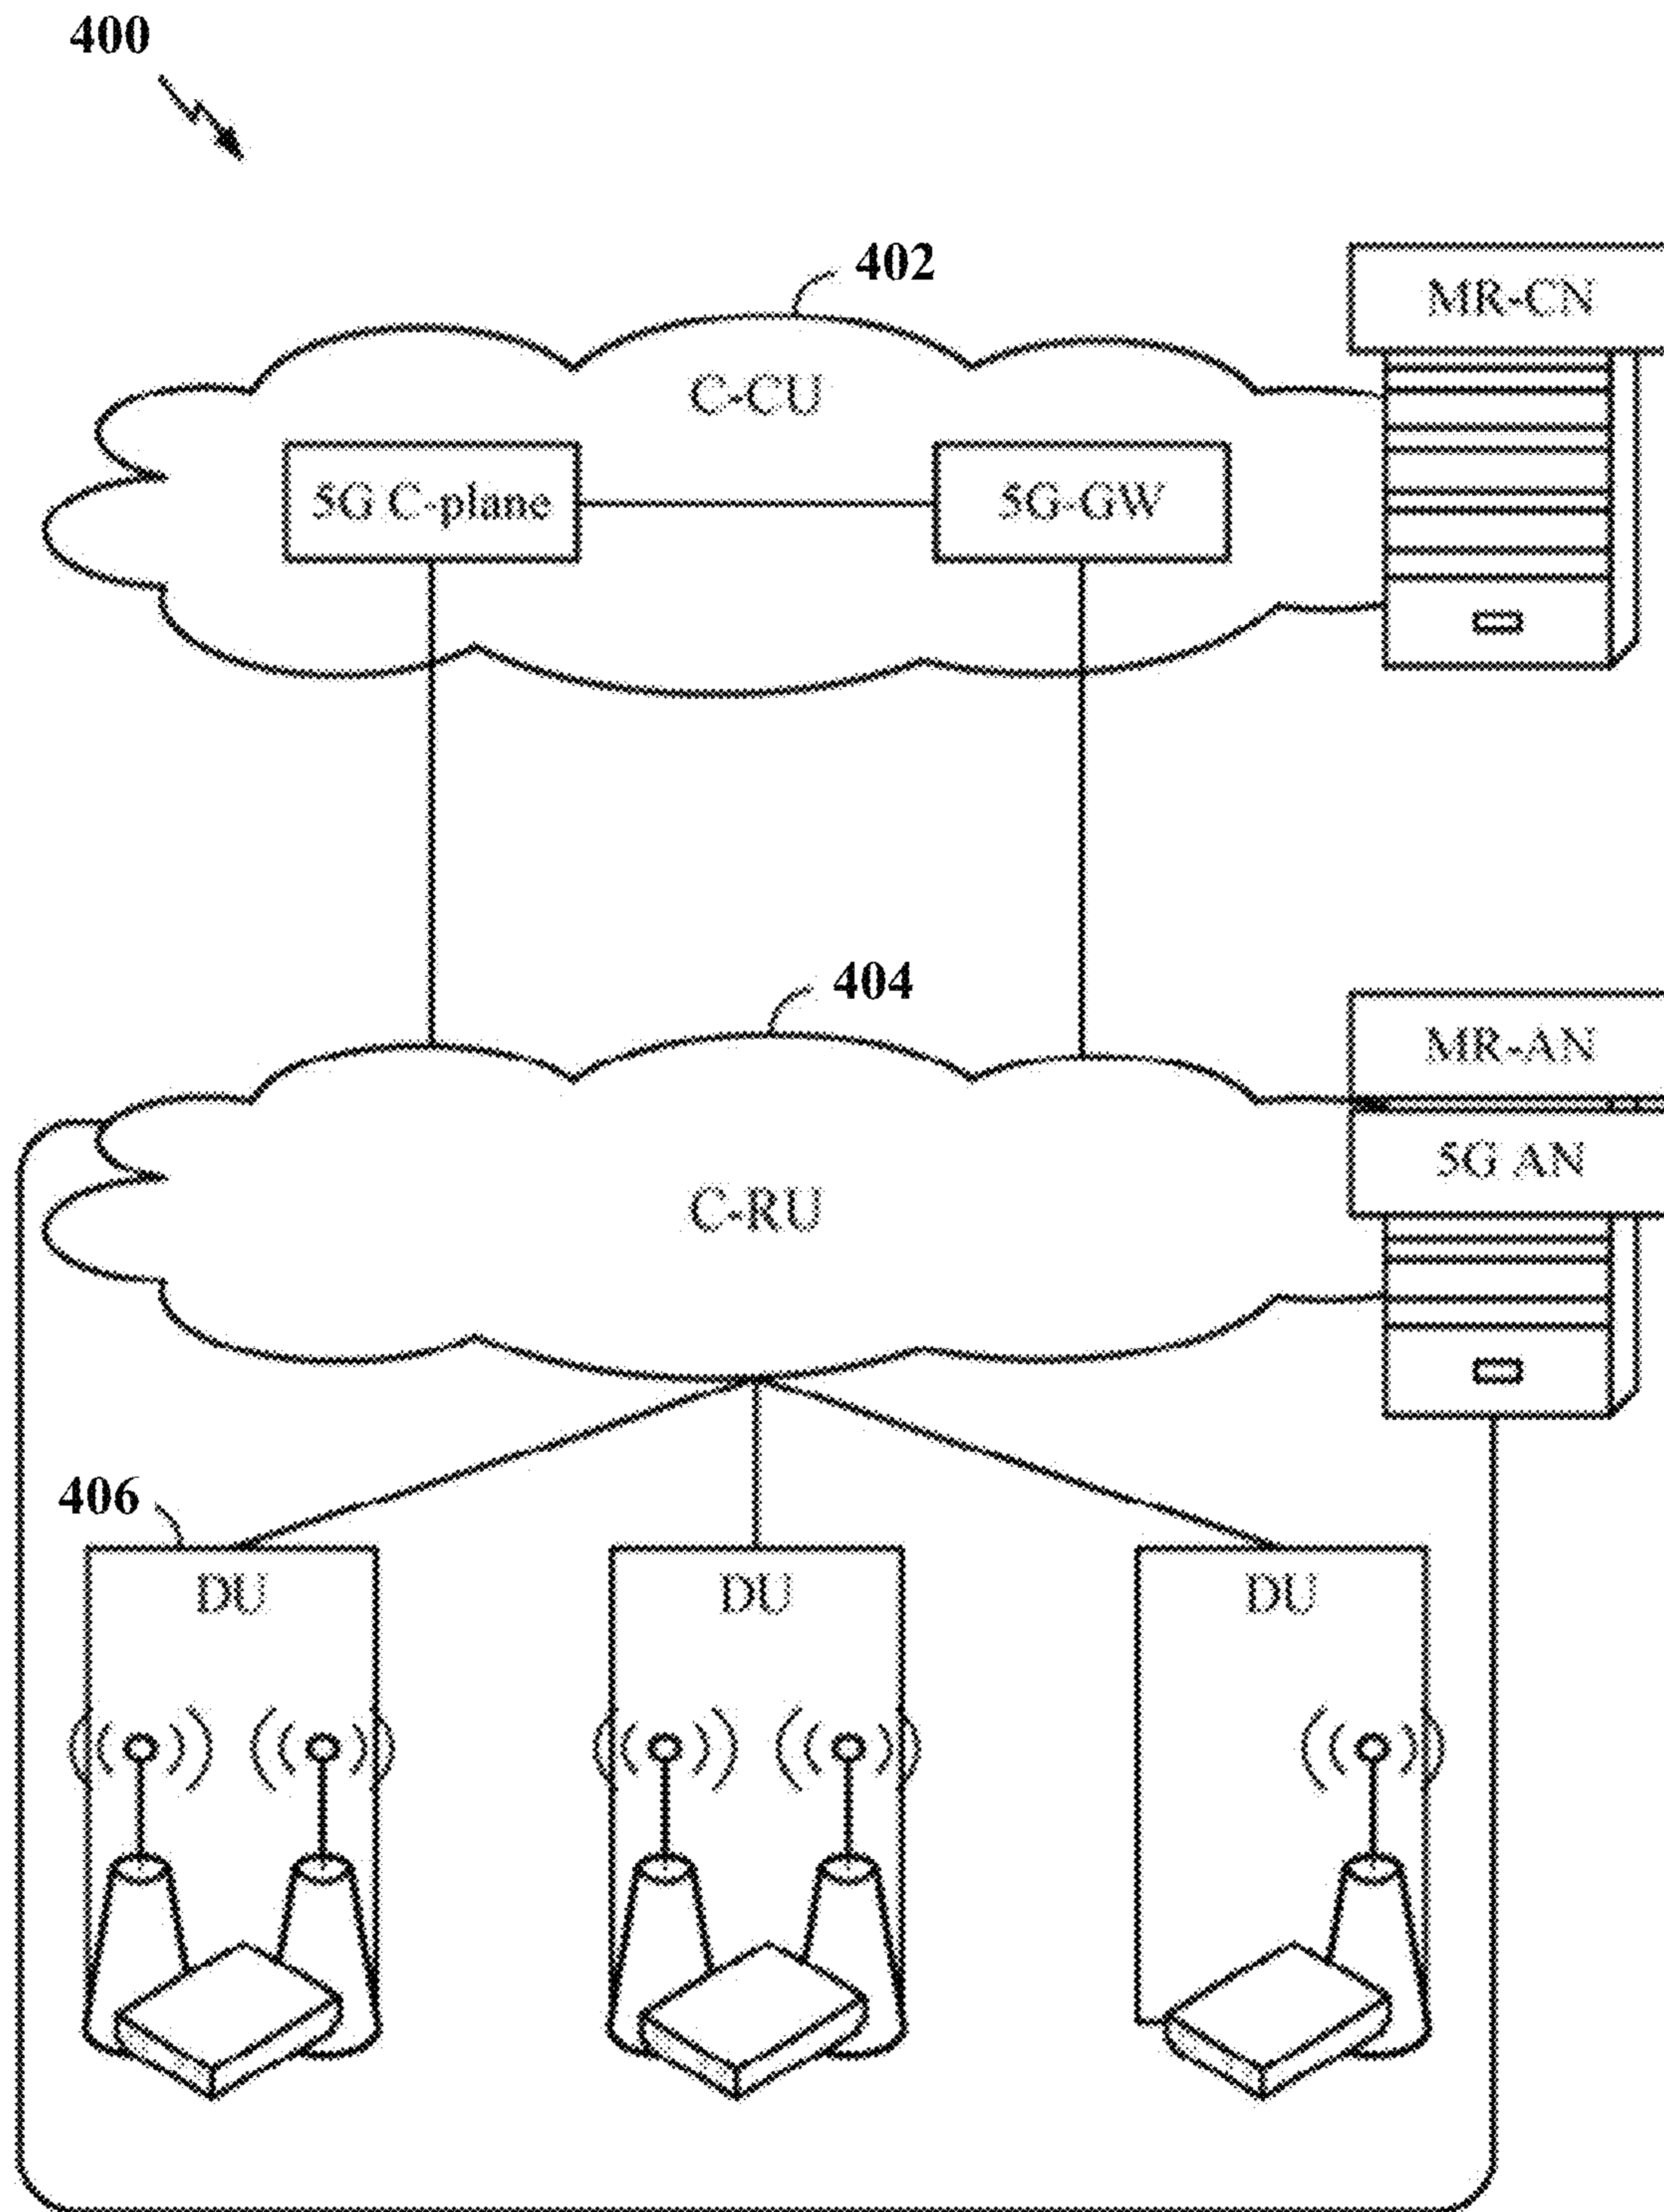 400
402
MR-CN
C-CU
5G C-plane
5G-GW
404
MR-AN
5G AN
C-RU
406
DU
DU
DU